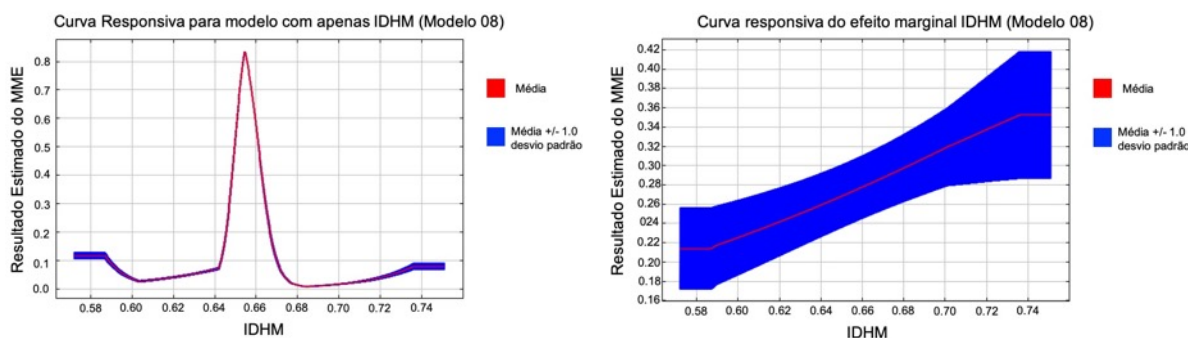 Curva Responsiva para modelo com apenas IDHM (Modelo 08)
Resultado Estimado do MME
0.8
0.7
0.6
0.5
0.4
0.3
0.2
0.1
0.0
0.58 0.60 0.62 0.64 0.66 0.68 0.70 0.72 0.74
IDHM
Média
Média +/- 1.0
desvio padrão
Curva responsiva do efeito marginal IDHM (Modelo 08)
Resultado Estimado do MME
0.42
0.40
0.38
0.36
0.34
0.32
0.30
0.28
0.26
0.24
0.22
0.20
0.18
0.16
0.58 0.60 0.62 0.64 0.66 0.68 0.70 0.72 0.74
IDHM
Média
Média +/- 1.0
desvio padrão